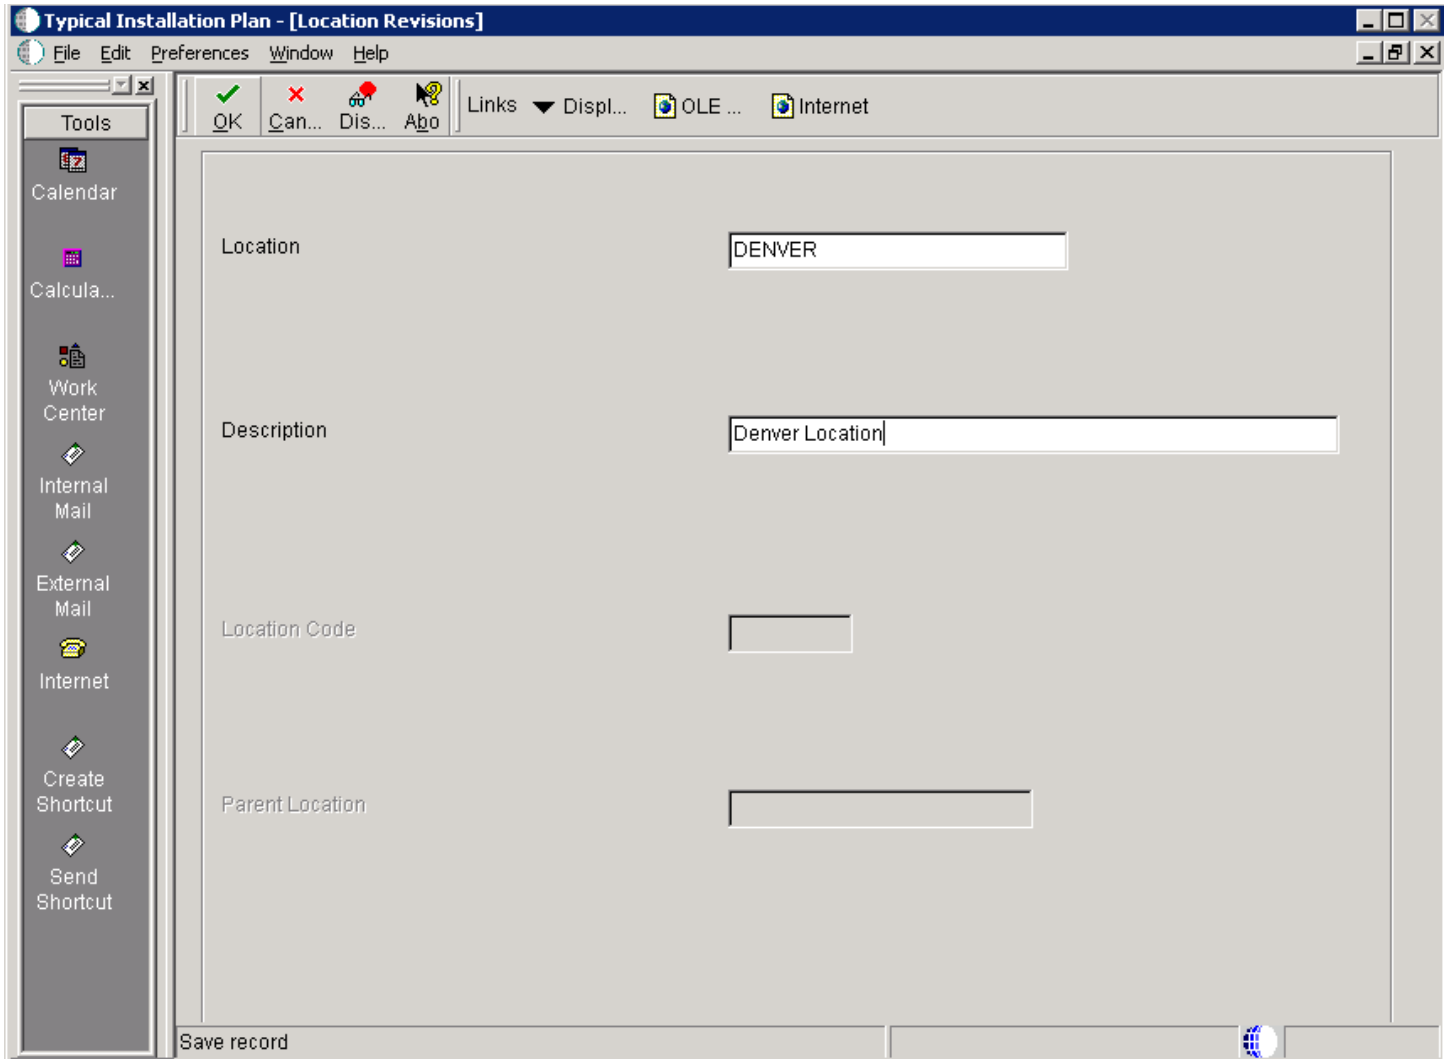 Typical Installation Plan - [Location Revisions]
File Edit Preferences Window Help
Tools
Calendar
Calcula...
Work
Center
Internal
Mail
External
Mail
Internet
Create
Shortcut
Send
Shortcut
OK Can... Dis... Abo Links Displ... OLE ... Internet
Location DENVER
Description Denver Location
Location Code
Parent Location
Save record